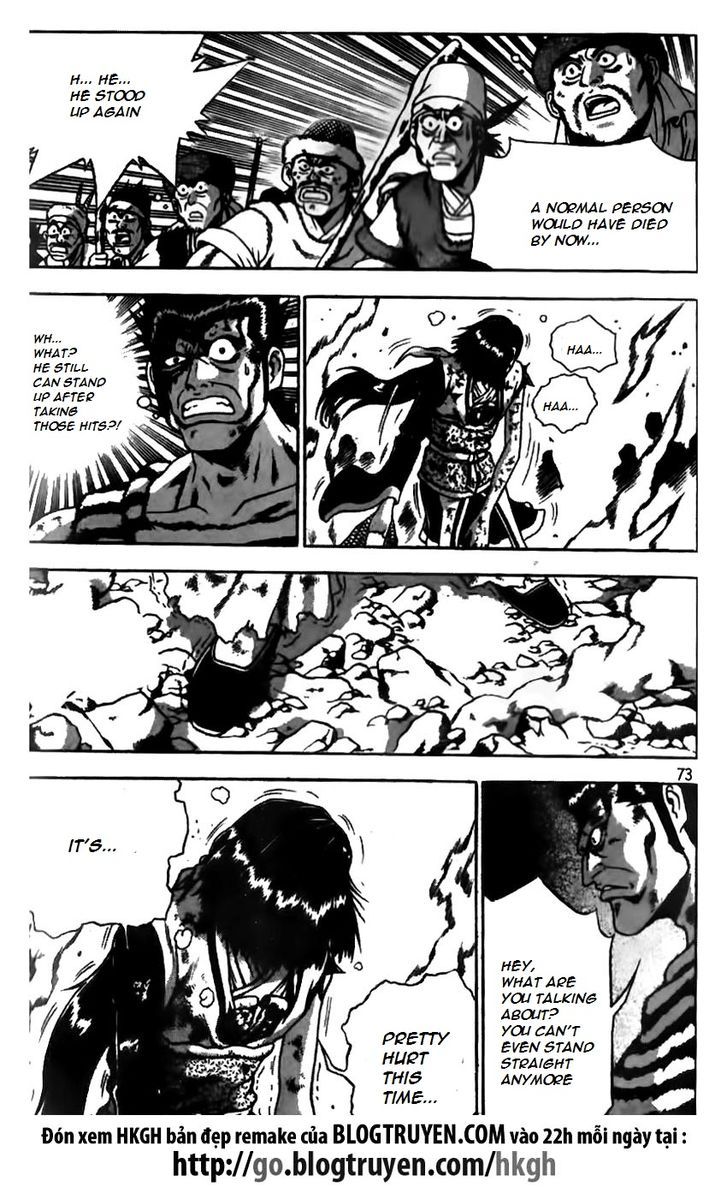 H... HE...
HE STOOD
UP AGAIN
A NORMAL PERSON
WOULD HAVE DIED
BY NOW...
WH...
WHAT?
HE STILL
CAN STAND
UP AFTER
TAKING
THOSE HITS?!
HAA...
HAA...
73
IT'S...
PRETTY
HURT
THIS
TIME...
HEY,
WHAT ARE
YOU TALKING
ABOUT?
YOU CAN'T
EVEN STAND
STRAIGHT
ANYMORE
Đón xem HKGH bản đẹp remake của BLOGTRUYEN.COM vào 22h mỗi ngày tại :
http://go.blogtruyen.com/hkgh